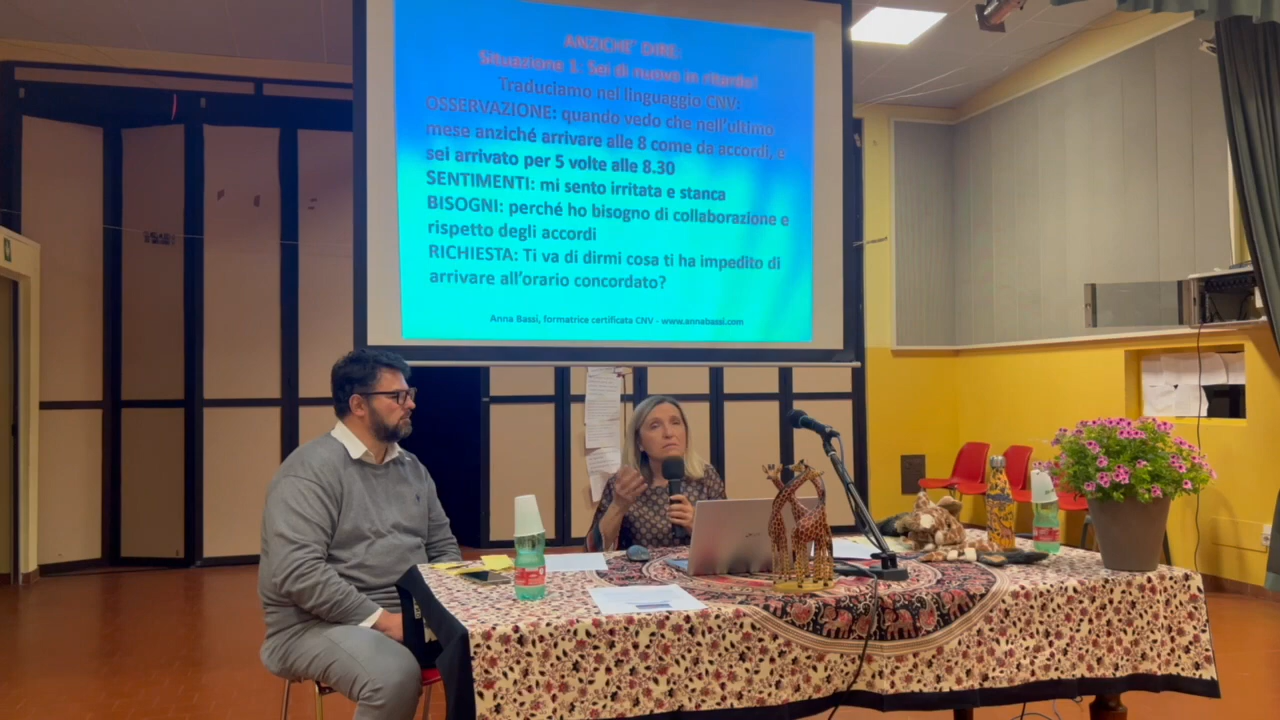 ANZICHE' DIRE:
Situazione 1: Sei di nuovo in ritardo!
Traduciamo nel linguaggio CNV:
OSSERVAZIONE: quando vedo che nell'ultimo
mese anziché arrivare alle 8 come da accordi, e
sei arrivato per 5 volte alle 8.30
SENTIMENTI: mi sento irritata e stanca
BISOGNI: perché ho bisogno di collaborazione e
rispetto degli accordi
RICHIESTA: Ti va di dirmi cosa ti ha impedito di
arrivare all'orario concordato?
Anna Bassi, formatrice certificata CNV - www.annabassi.com